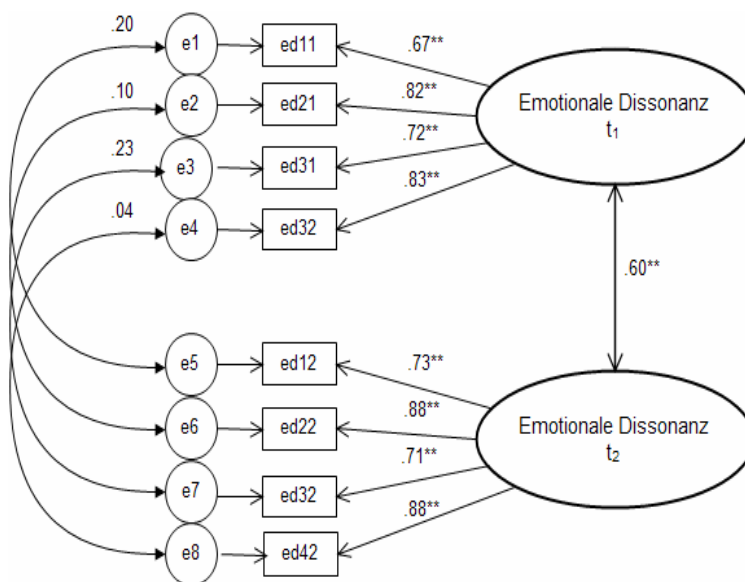 .20
e1
ed11
.67**
.10
e2
ed21
.82**
Emotionale Dissonanz
t1
.23
e3
ed31
.72**
.04
e4
ed32
.83**
.60**
e5
ed12
.73**
e6
ed22
.88**
Emotionale Dissonanz
t2
e7
ed32
.71**
e8
ed42
.88**